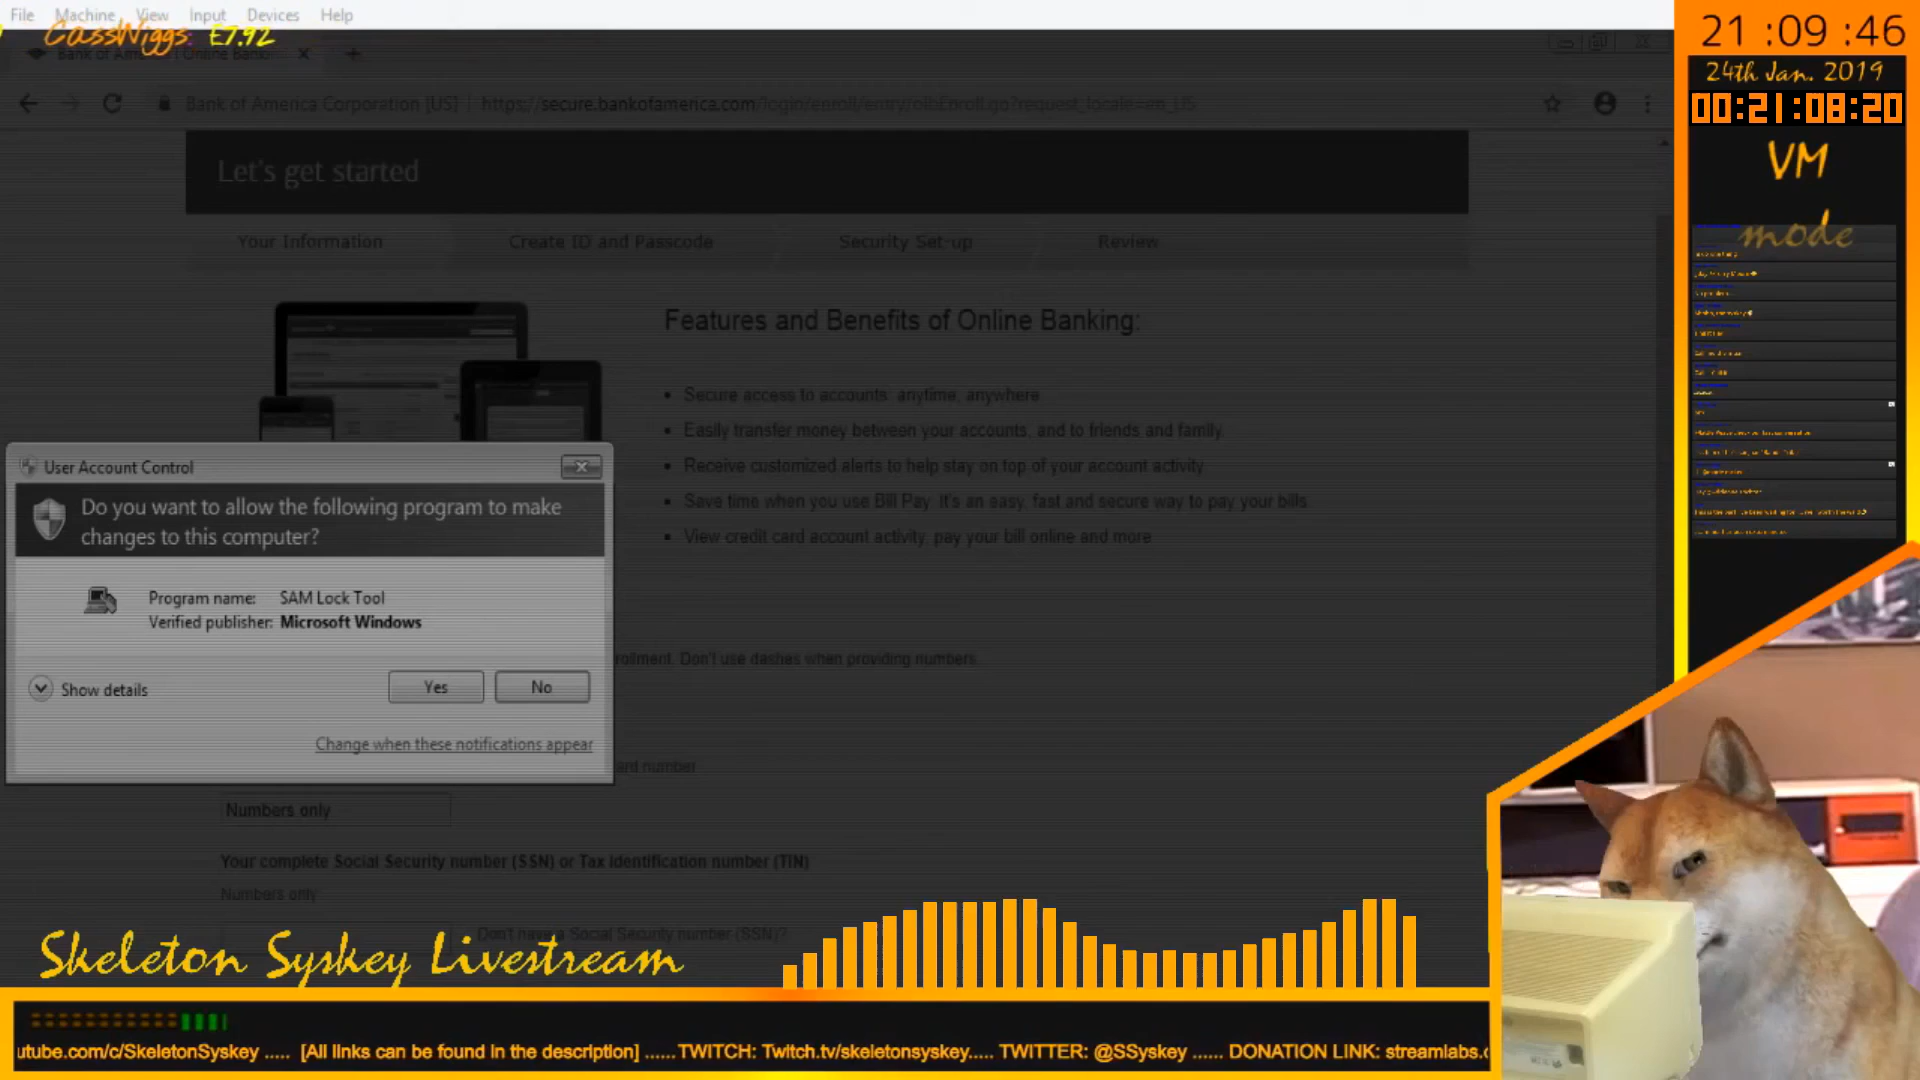 File Machine View Input Devices Help
CassWiggs: £7.92
Bank of America Corporation [US] https://secure.bankofamerica.com/login/enroll/entry/olbEnroll.go?request_locale=en_US
Let's get started
Your Information Create ID and Passcode Security Set-up Review
Features and Benefits of Online Banking:
Secure access to accounts anytime, anywhere
Easily transfer money between your accounts, and to friends and family.
Receive customized alerts to help stay on top of your account activity
Save time when you use Bill Pay. It's an easy, fast and secure way to pay your bills.
View credit card account activity, pay your bill online and more
User Account Control
Do you want to allow the following program to make
changes to this computer?
Program name: SAM Lock Tool
Verified publisher: Microsoft Windows
Show details Yes No
Change when these notifications appear
Don't use dashes when providing numbers.
number
Numbers only
Your complete Social Security number (SSN) or Tax Identification number (TIN)
Numbers only
Don't have a Social Security number (SSN)?
Skeleton Syskey Livestream
utube.com/c/SkeletonSyskey ..... [All links can be found in the description] ......TWITCH: Twitch.tv/skeletonsyskey..... TWITTER: @SSyskey ...... DONATION LINK: streamlabs.
21 :09 :46
24th Jan. 2019
00:21:08:20
VM
mode